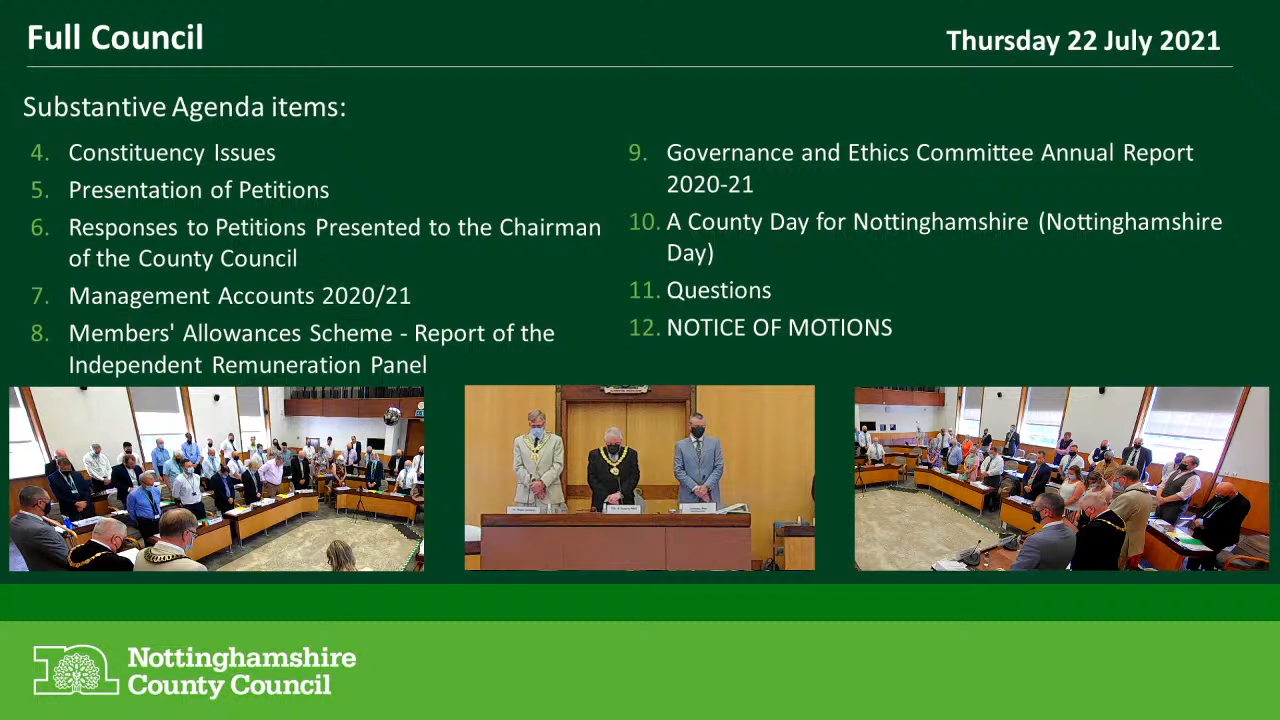 Full Council
Thursday 22 July 2021
Substantive Agenda items:
4. Constituency Issues
5. Presentation of Petitions
6. Responses to Petitions Presented to the Chairman
of the County Council
7. Management Accounts 2020/21
8. Members' Allowances Scheme - Report of the
Independent Remuneration Panel
9. Governance and Ethics Committee Annual Report
2020-21
10. A County Day for Nottinghamshire (Nottinghamshire
Day)
11. Questions
12. NOTICE OF MOTIONS
Nottinghamshire
County Council